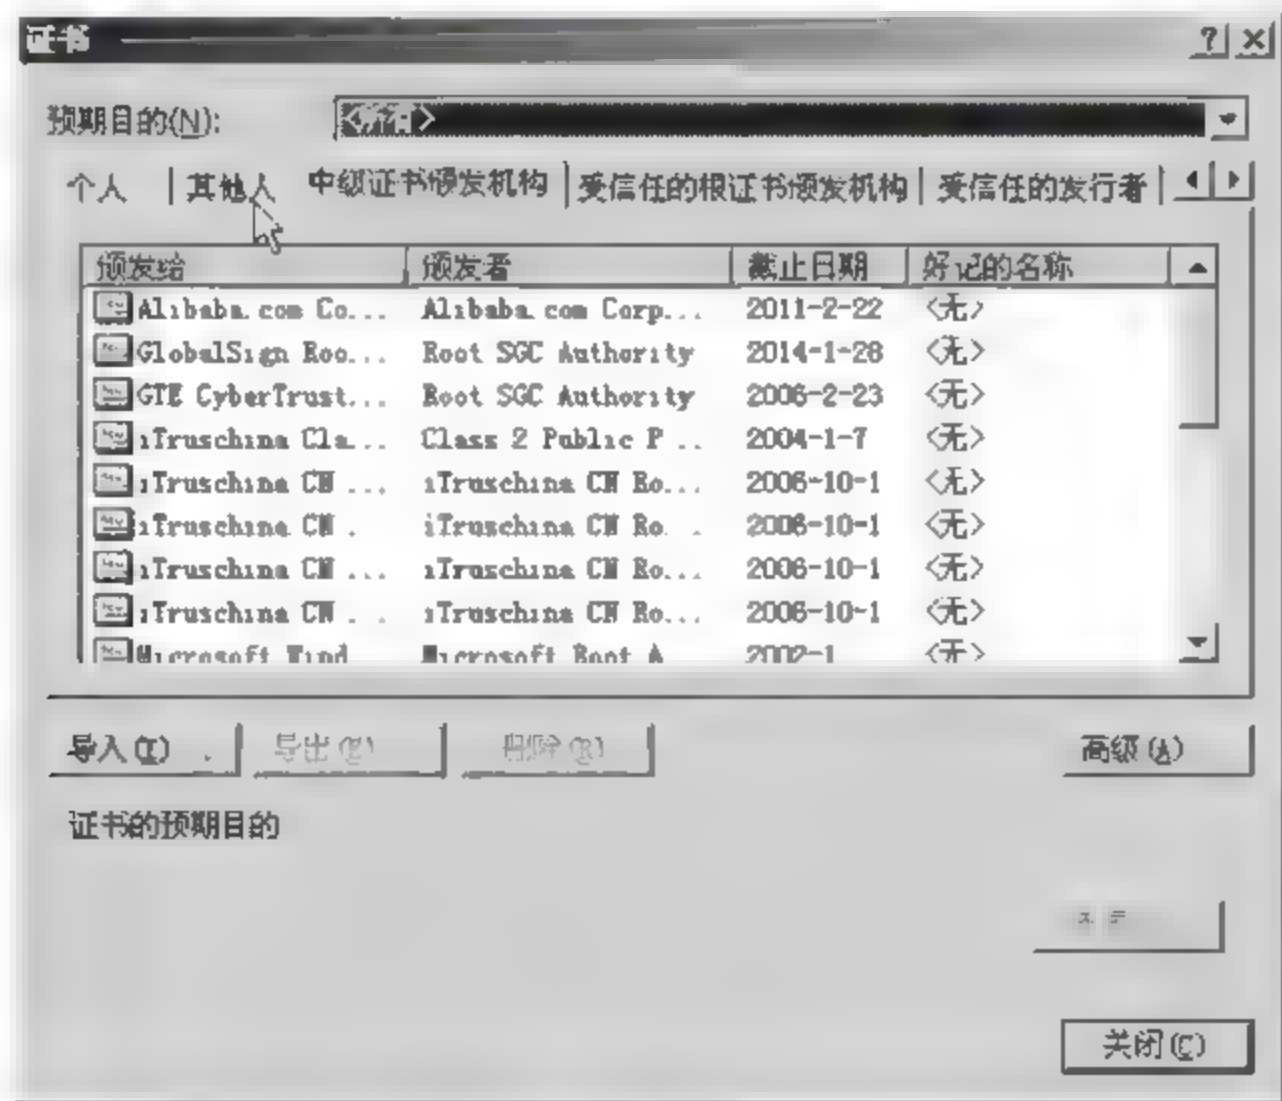 证书
预期目的(N): <所有>
个人 其他人 中级证书颁发机构 受信任的根证书颁发机构 受信任的发行者
颁发给 颁发者 截止日期 好记的名称
Alibaba.com Co... Alibaba.com Corp... 2011-2-22 <无>
GlobalSign Roo... Root SGC Authority 2014-1-28 <无>
GTE CyberTrust... Root SGC Authority 2006-2-23 <无>
iTruschina Cla... Class 2 Public P .. 2004-1-7 <无>
iTruschina CN ... iTruschina CN Ro... 2006-10-1 <无>
iTruschina CN . iTruschina CN Ro. . 2006-10-1 <无>
iTruschina CN ... iTruschina CN Ro... 2006-10-1 <无>
iTruschina CN . . iTruschina CN Ro... 2006-10-1 <无>
Microsoft Wind Microsoft Root A 2002-1 <无>
导入(I) . 导出(E) 删除(R) 高级(A)
证书的预期目的
关闭(C)